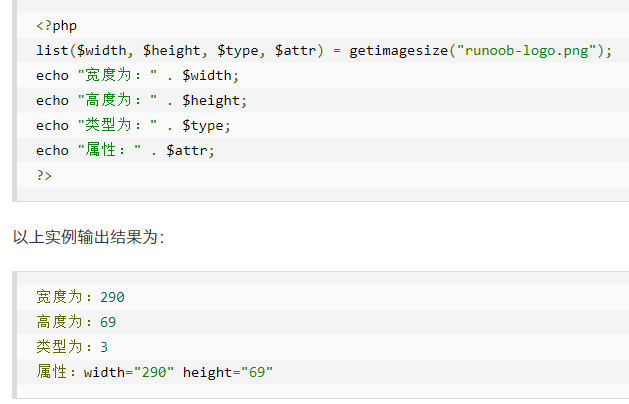 <?php
list($width, $height, $type, $attr) = getimagesize("runoob-logo.png");
echo "宽度为：" . $width;
echo "高度为：" . $height;
echo "类型为：" . $type;
echo "属性：" . $attr;
?>
以上实例输出结果为：
宽度为：290
高度为：69
类型为：3
属性：width="290" height="69"